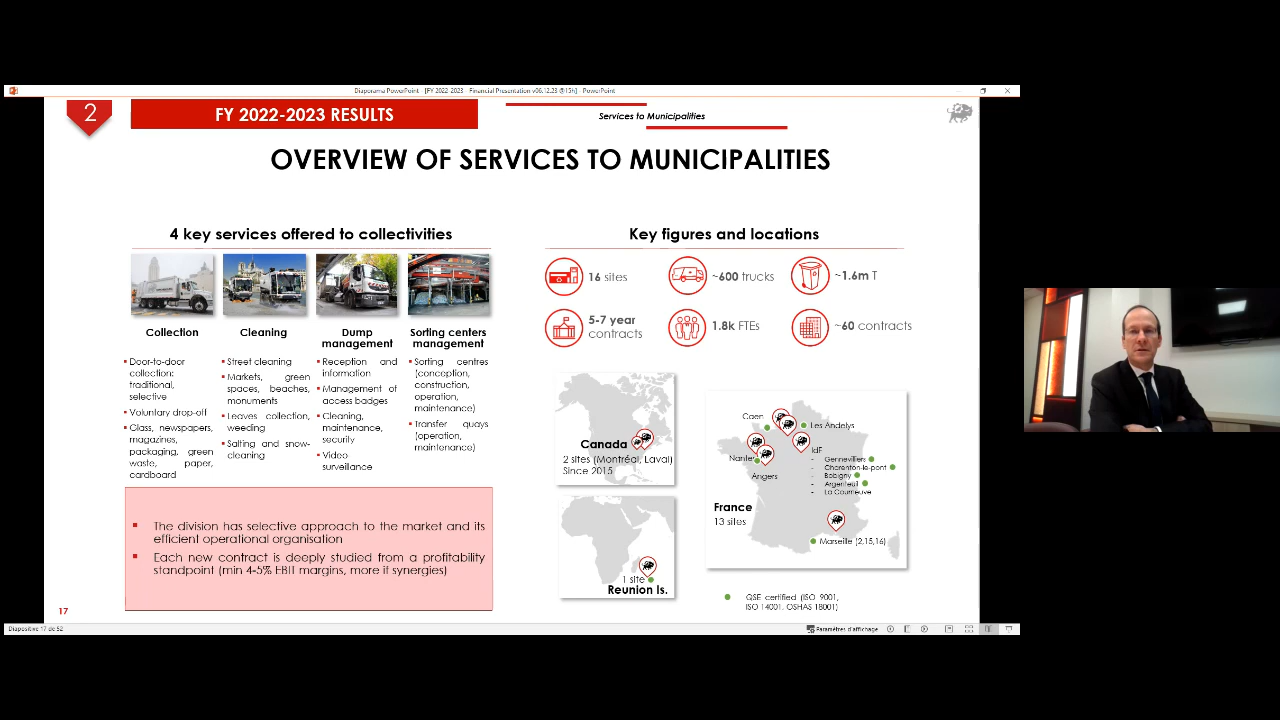 Diaporama PowerPoint - [FY 2022-2023 - Financial Presentation v06.12.23 @15h] - PowerPoint
2
FY 2022-2023 RESULTS
Services to Municipalities
OVERVIEW OF SERVICES TO MUNICIPALITIES
4 key services offered to collectivities
Collection
Door-to-door
collection:
traditional,
selective
Voluntary drop-off
Glass, newspapers,
magazines,
packaging, green
waste, paper,
cardboard
Cleaning
Street cleaning
Markets, green
spaces, beaches,
monuments
Leaves collection,
weeding
Salting and snow-
cleaning
Dump
management
Reception and
information
Management of
access badges
Cleaning,
maintenance,
security
Video
surveillance
Sorting centers
management
Sorting centres
(conception,
construction,
operation,
maintenance)
Transfer quays
(operation,
maintenance)
The division has selective approach to the market and its
efficient operational organisation
Each new contract is deeply studied from a profitability
standpoint (min 4-5% EBIT margins, more if synergies)
Key figures and locations
16 sites
~600 trucks
~1.6m T
5-7 year
contracts
1.8k FTEs
~60 contracts
Canada
2 sites (Montréal, Laval)
Since 2015
1 site
Reunion Is.
Caen
Les Andelys
Nantes
Angers
IdF
- Gennevilliers
- Charenton-le-pont
- Bobigny
- Argenteuil
- La Courneuve
France
13 sites
Marseille (2,15,16)
QSE certified (ISO 9001,
ISO 14001, OSHAS 18001)
17
Diapositive 17 de 52
Paramètres d'affichage